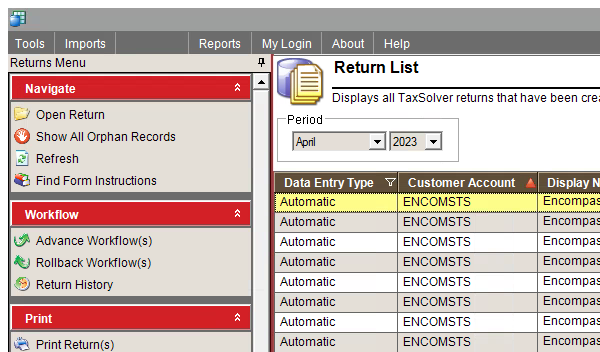 Tools Imports Reports My Login About Help
Returns Menu
Navigate
Open Return
Show All Orphan Records
Refresh
Find Form Instructions
Workflow
Advance Workflow(s)
Rollback Workflow(s)
Return History
Print
Print Return(s)
Return List
Displays all TaxSolver returns that have been crea
Period
April 2023
Data Entry Type Customer Account Display N
Automatic ENCOMSTS Encompas
Automatic ENCOMSTS Encompas
Automatic ENCOMSTS Encompas
Automatic ENCOMSTS Encompas
Automatic ENCOMSTS Encompas
Automatic ENCOMSTS Encompas
Automatic ENCOMSTS Encompas
Automatic ENCOMSTS Encompas